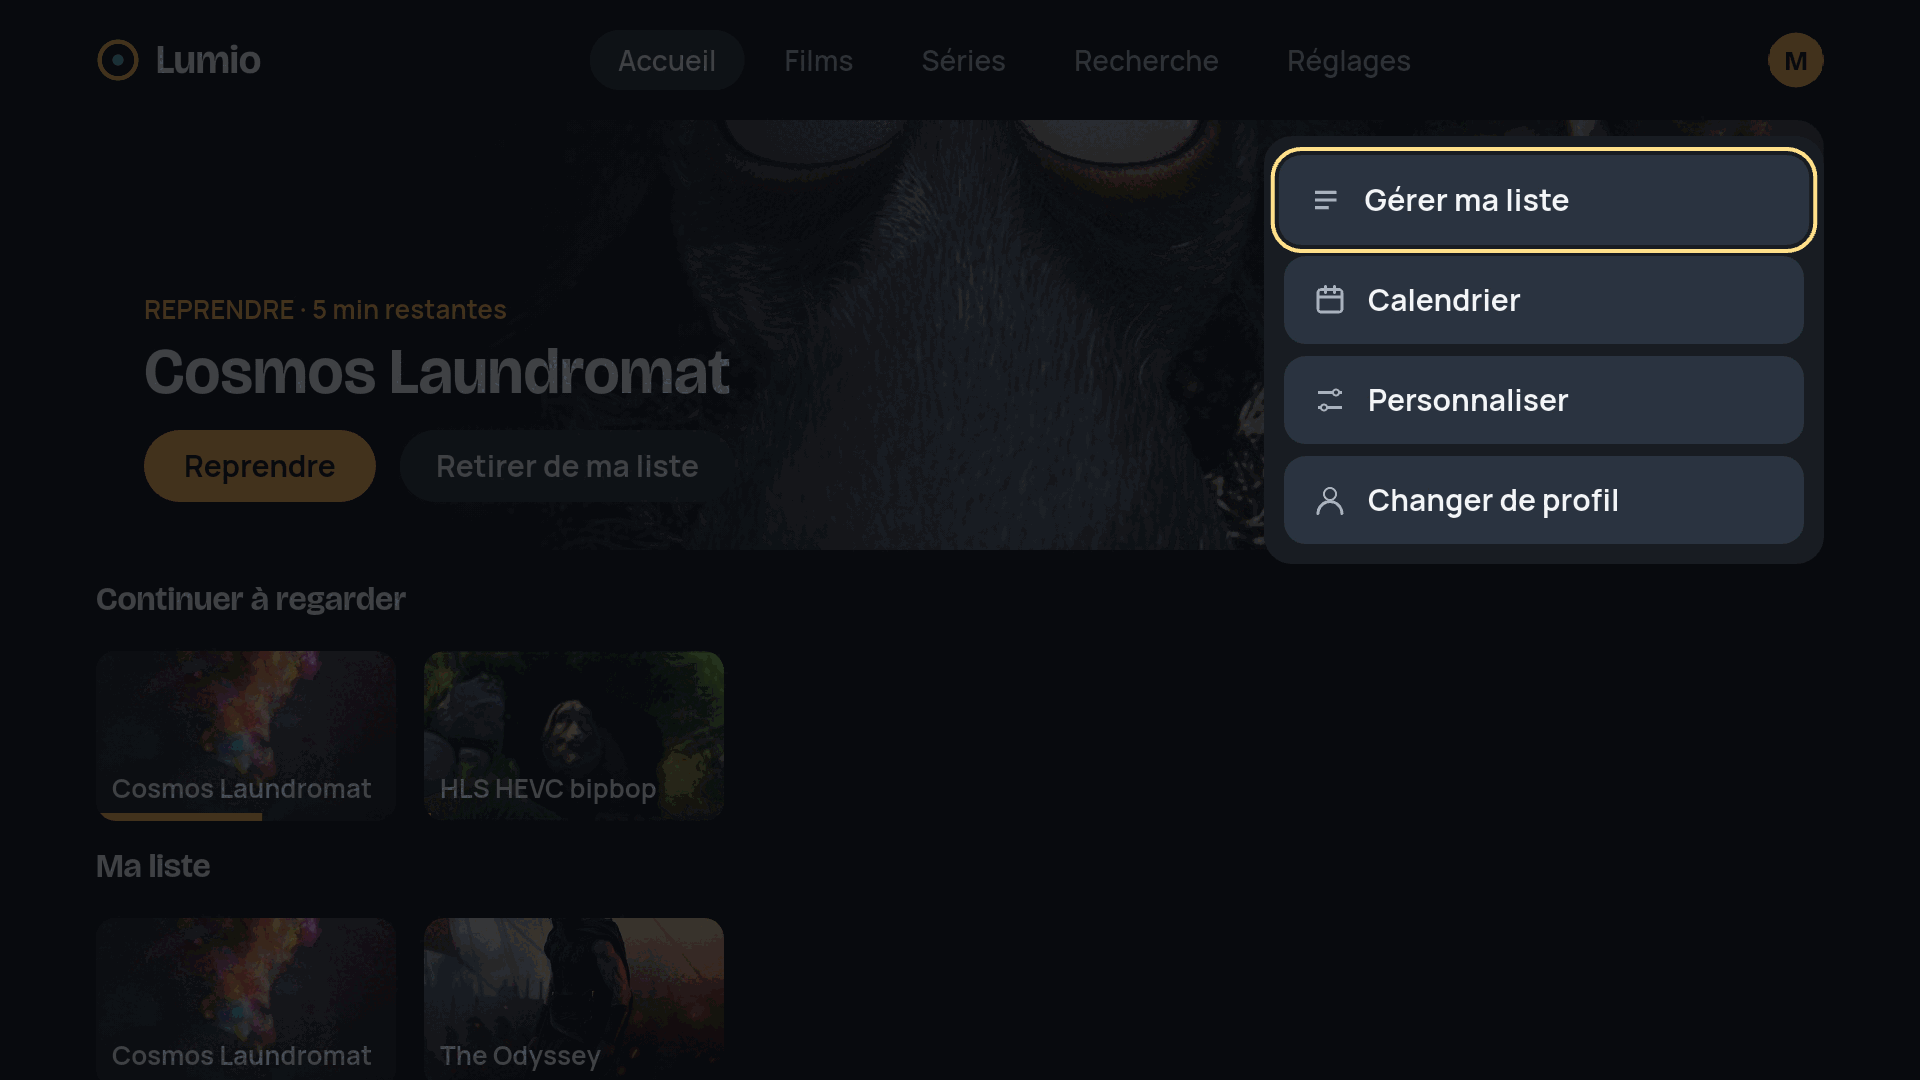 Lumio
Accueil
Films
Séries
Recherche
Réglages
M
Gérer ma liste
Calendrier
Personnaliser
Changer de profil
REPRENDRE · 5 min restantes
Cosmos Laundromat
Reprendre
Retirer de ma liste
Continuer à regarder
Cosmos Laundromat
HLS HEVC bipbop
Ma liste
Cosmos Laundromat
The Odyssey